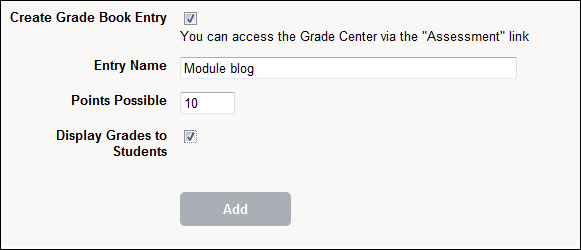 Create Grade Book Entry
You can access the Grade Center via the "Assessment" link
Entry Name Module blog
Points Possible 10
Display Grades to
Students
Add